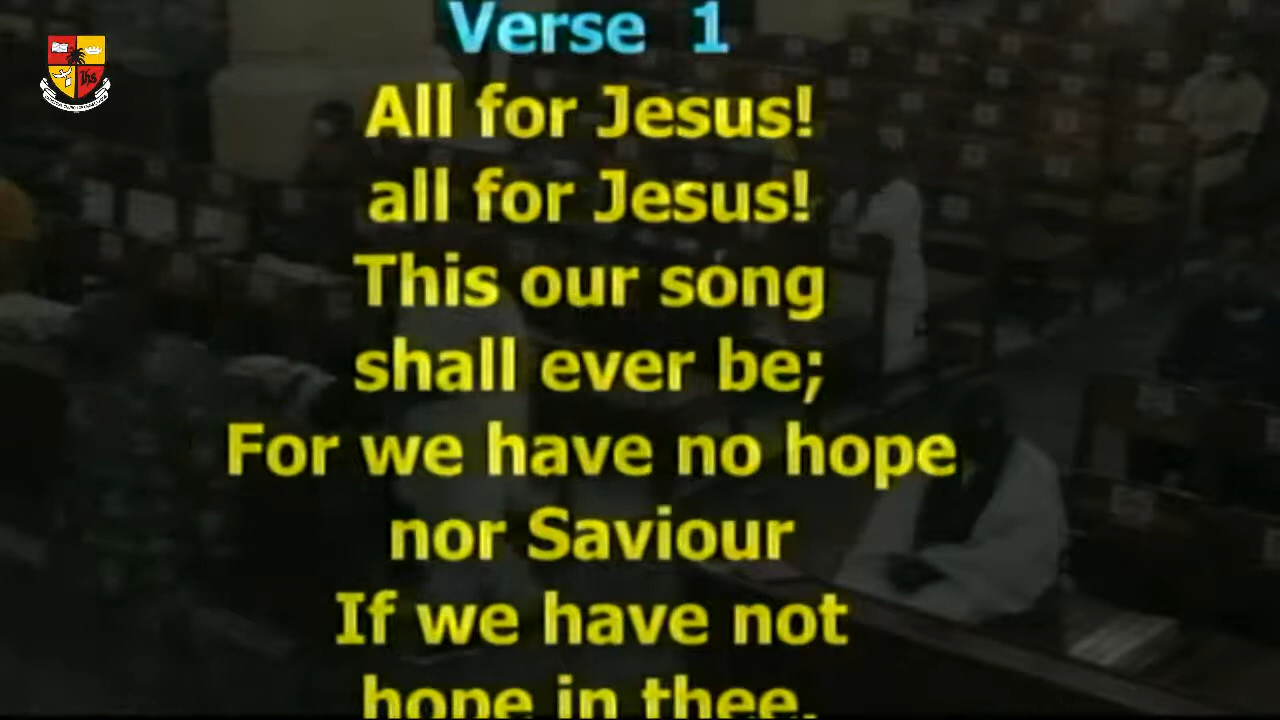 Verse 1
All for Jesus!
all for Jesus!
This our song
shall ever be;
For we have no hope
nor Saviour
If we have not
hope in thee.